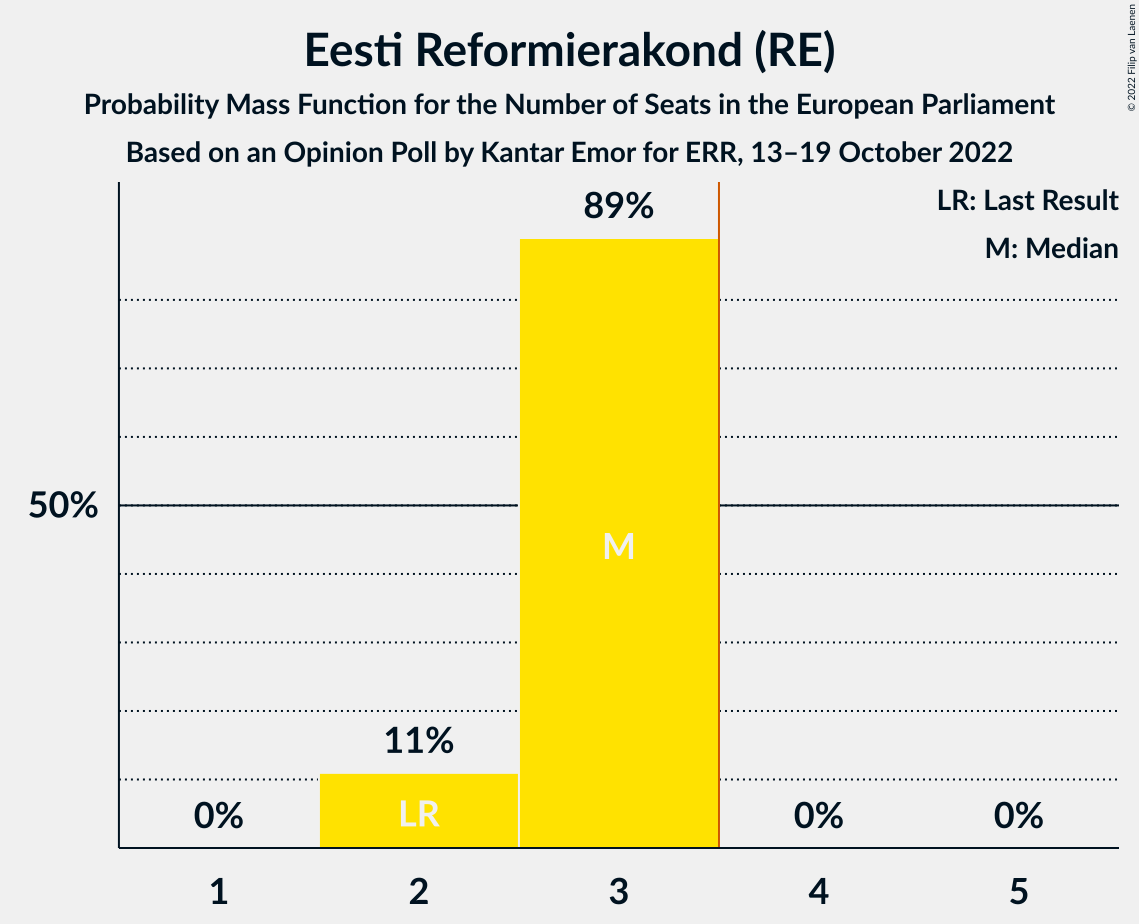 Eesti Reformierakond (RE)
Probability Mass Function for the Number of Seats in the European Parliament
Based on an Opinion Poll by Kantar Emor for ERR, 13–19 October 2022
© 2022 Filip van Laenen
LR: Last Result
M: Median
89%
50%
M
11%
LR
0%
0%
0%
1
2
3
4
5